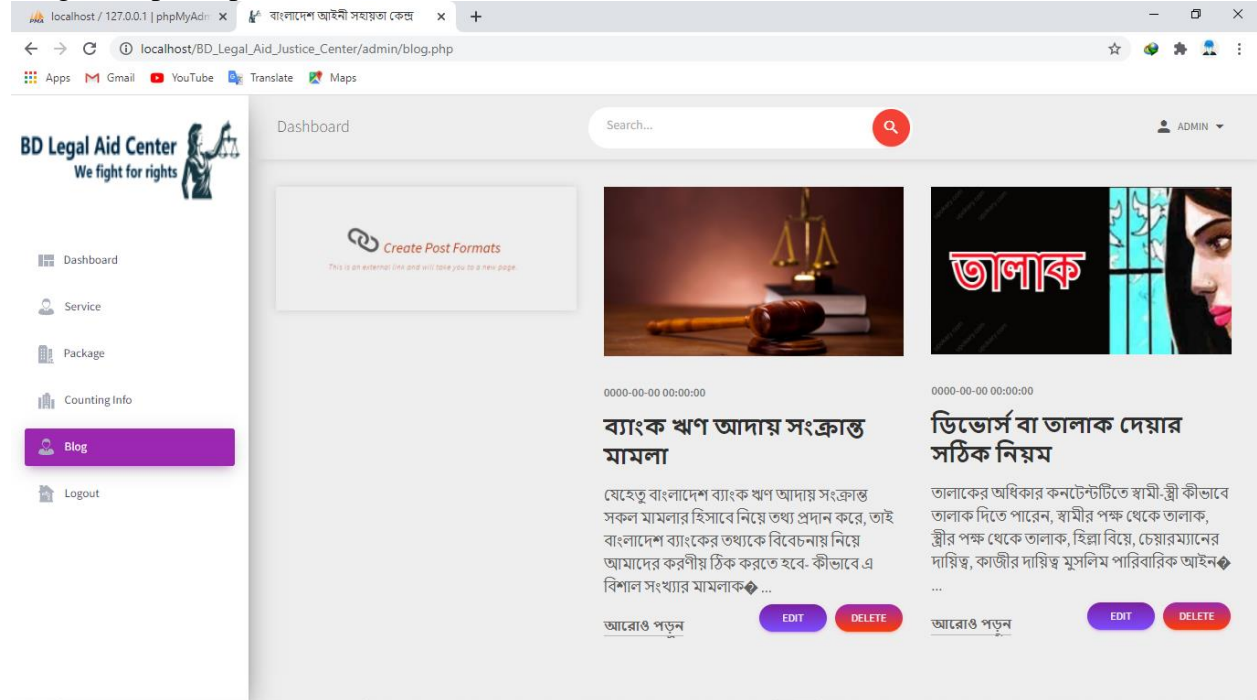 localhost / 127.0.0.1 | phpMyAdm
বাংলাদেশ আইনী সহায়তা কেন্দ্র
localhost/BD_Legal_Aid_Justice_Center/admin/blog.php
Apps Gmail YouTube Translate Maps
BD Legal Aid Center
We fight for rights
Dashboard
Search...
ADMIN
Dashboard
Service
Package
Counting Info
Blog
Logout
Create Post Formats
This is an external link and will take you to a new page.
0000-00-00 00:00:00
ব্যাংক ঋণ আদায় সংক্রান্ত
মামলা
যেহেতু বাংলাদেশ ব্যাংক ঋণ আদায় সংক্রান্ত
সকল মামলার হিসাবে নিয়ে তথ্য প্রদান করে, তাই
বাংলাদেশ ব্যাংকের তথ্যকে বিবেচনায় নিয়ে
আমাদের করণীয় ঠিক করতে হবে- কীভাবে এ
বিশাল সংখ্যার মামলাক� ...
আরোও পড়ুন
EDIT
DELETE
তালাক
0000-00-00 00:00:00
ডিভোর্স বা তালাক দেয়ার
সঠিক নিয়ম
তালাকের অধিকার কনটেন্টটিতে স্বামী-স্ত্রী কীভাবে
তালাক দিতে পারেন, স্বামীর পক্ষ থেকে তালাক,
স্ত্রীর পক্ষ থেকে তালাক, হিল্লা বিয়ে, চেয়ারম্যানের
দায়িত্ব, কাজীর দায়িত্ব মুসলিম পারিবারিক আইন�
...
আরোও পড়ুন
EDIT
DELETE